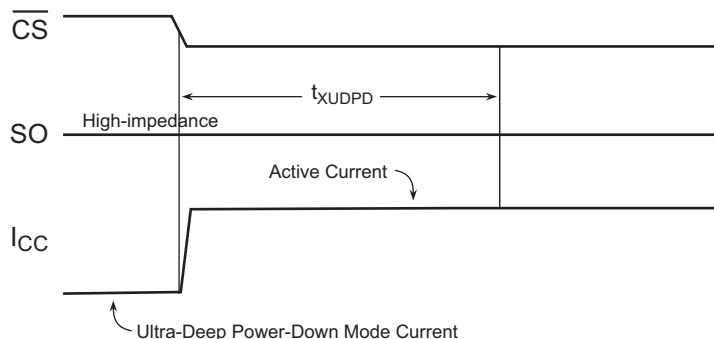 CS
tXUDPD
High-impedance
SO
Active Current
ICC
Ultra-Deep Power-Down Mode Current